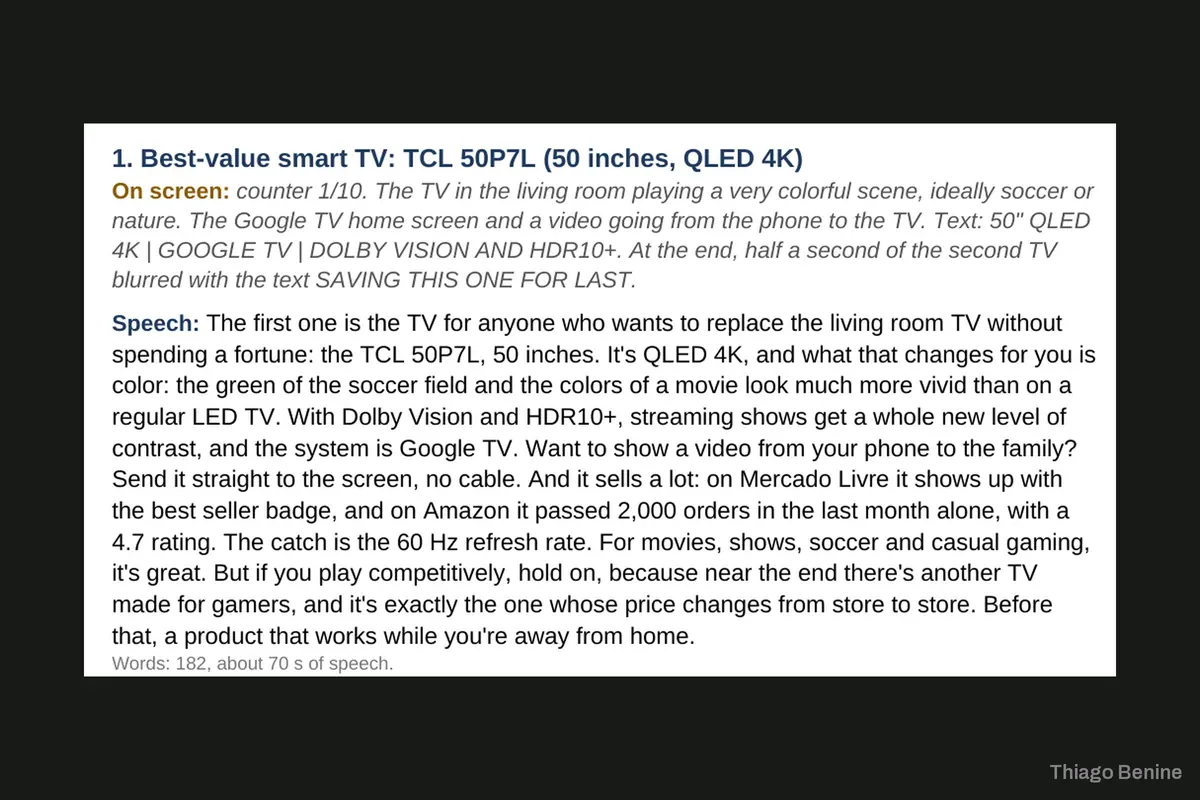 1. Best-value smart TV: TCL 50P7L (50 inches, QLED 4K)
On screen: counter 1/10. The TV in the living room playing a very colorful scene, ideally soccer or
nature. The Google TV home screen and a video going from the phone to the TV. Text: 50" QLED
4K | GOOGLE TV | DOLBY VISION AND HDR10+. At the end, half a second of the second TV
blurred with the text SAVING THIS ONE FOR LAST.
Speech: The first one is the TV for anyone who wants to replace the living room TV without
spending a fortune: the TCL 50P7L, 50 inches. It's QLED 4K, and what that changes for you is
color: the green of the soccer field and the colors of a movie look much more vivid than on a
regular LED TV. With Dolby Vision and HDR10+, streaming shows get a whole new level of
contrast, and the system is Google TV. Want to show a video from your phone to the family?
Send it straight to the screen, no cable. And it sells a lot: on Mercado Livre it shows up with
the best seller badge, and on Amazon it passed 2,000 orders in the last month alone, with a
4.7 rating. The catch is the 60 Hz refresh rate. For movies, shows, soccer and casual gaming,
it's great. But if you play competitively, hold on, because near the end there's another TV
made for gamers, and it's exactly the one whose price changes from store to store. Before
that, a product that works while you're away from home.
Words: 182, about 70 s of speech.
Thiago Benine